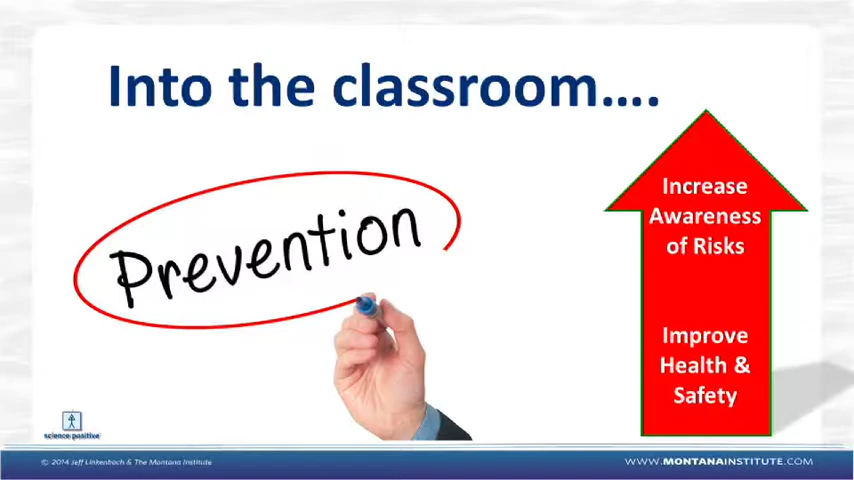 Into the classroom....
Prevention
Increase
Awareness
of Risks
Improve
Health &
Safety
science positive
© 2014 Jeff Linkenbach & The Montana Institute
WWW.MONTANAINSTITUTE.COM